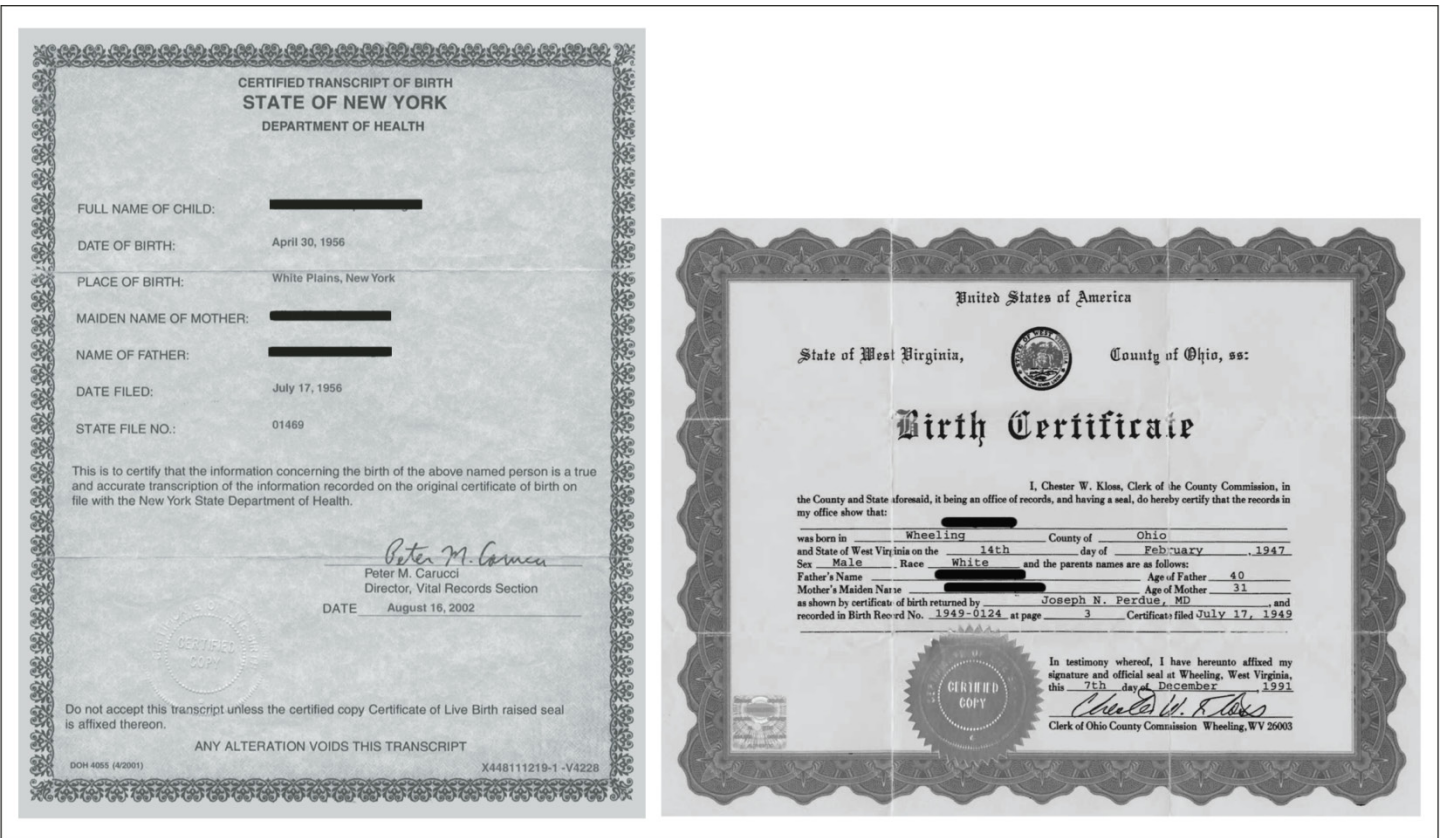 CERTIFIED TRANSCRIPT OF BIRTH
STATE OF NEW YORK
DEPARTMENT OF HEALTH
FULL NAME OF CHILD:
DATE OF BIRTH: April 30, 1956
PLACE OF BIRTH: White Plains, New York
MAIDEN NAME OF MOTHER:
NAME OF FATHER:
DATE FILED: July 17, 1956
STATE FILE NO.: 01469
This is to certify that the information concerning the birth of the above named person is a true
and accurate transcription of the information recorded on the original certificate of birth on
file with the New York State Department of Health.
Peter M. Carucci
Peter M. Carucci
Director, Vital Records Section
DATE August 16, 2002
CERTIFIED
COPY
Do not accept this transcript unless the certified copy Certificate of Live Birth raised seal
is affixed thereon.
ANY ALTERATION VOIDS THIS TRANSCRIPT
DOH 4055 (4/2001) X448111219-1 -V4228
United States of America
State of West Virginia, County of Ohio, ss:
STATE OF WEST VIRGINIA
Birth Certificate
I, Chester W. Kloss, Clerk of the County Commission, in
the County and State aforesaid, it being an office of records, and having a seal, do hereby certify that the records in
my office show that:
was born in Wheeling County of Ohio
and State of West Virginia on the 14th day of February , 1947
Sex Male , Race White and the parents names are as follows:
Father's Name Age of Father 40
Mother's Maiden Name Age of Mother 31
as shown by certificate of birth returned by Joseph N. Perdue, MD , and
recorded in Birth Record No. 1949-0124 at page 3 Certificate filed July 17, 1949
CERTIFIED
COPY
In testimony whereof, I have hereunto affixed my
signature and official seal at Wheeling, West Virginia,
this 7th day of December , 1991
Chester W. Kloss
Clerk of Ohio County Commission Wheeling, WV 26003